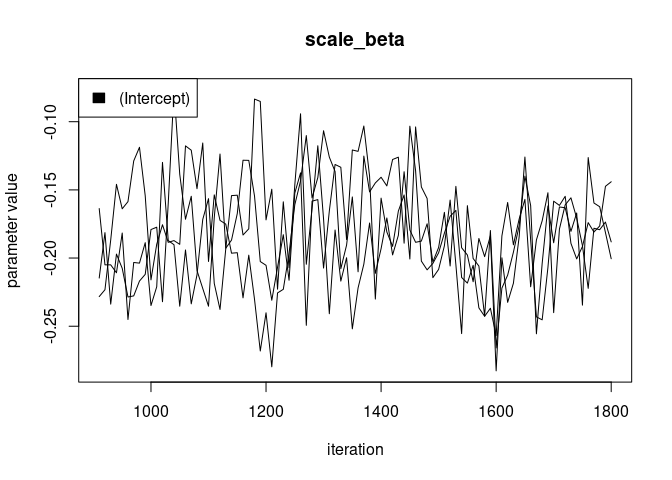 scale_beta
(Intercept)
parameter value
-0.10
-0.15
-0.20
-0.25
1000
1200
1400
1600
1800
iteration